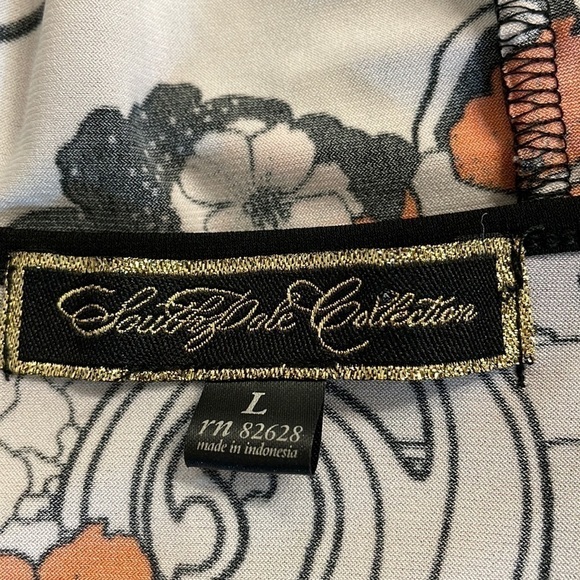 SouthPole Collection
L
rn 82628
made in indonesia